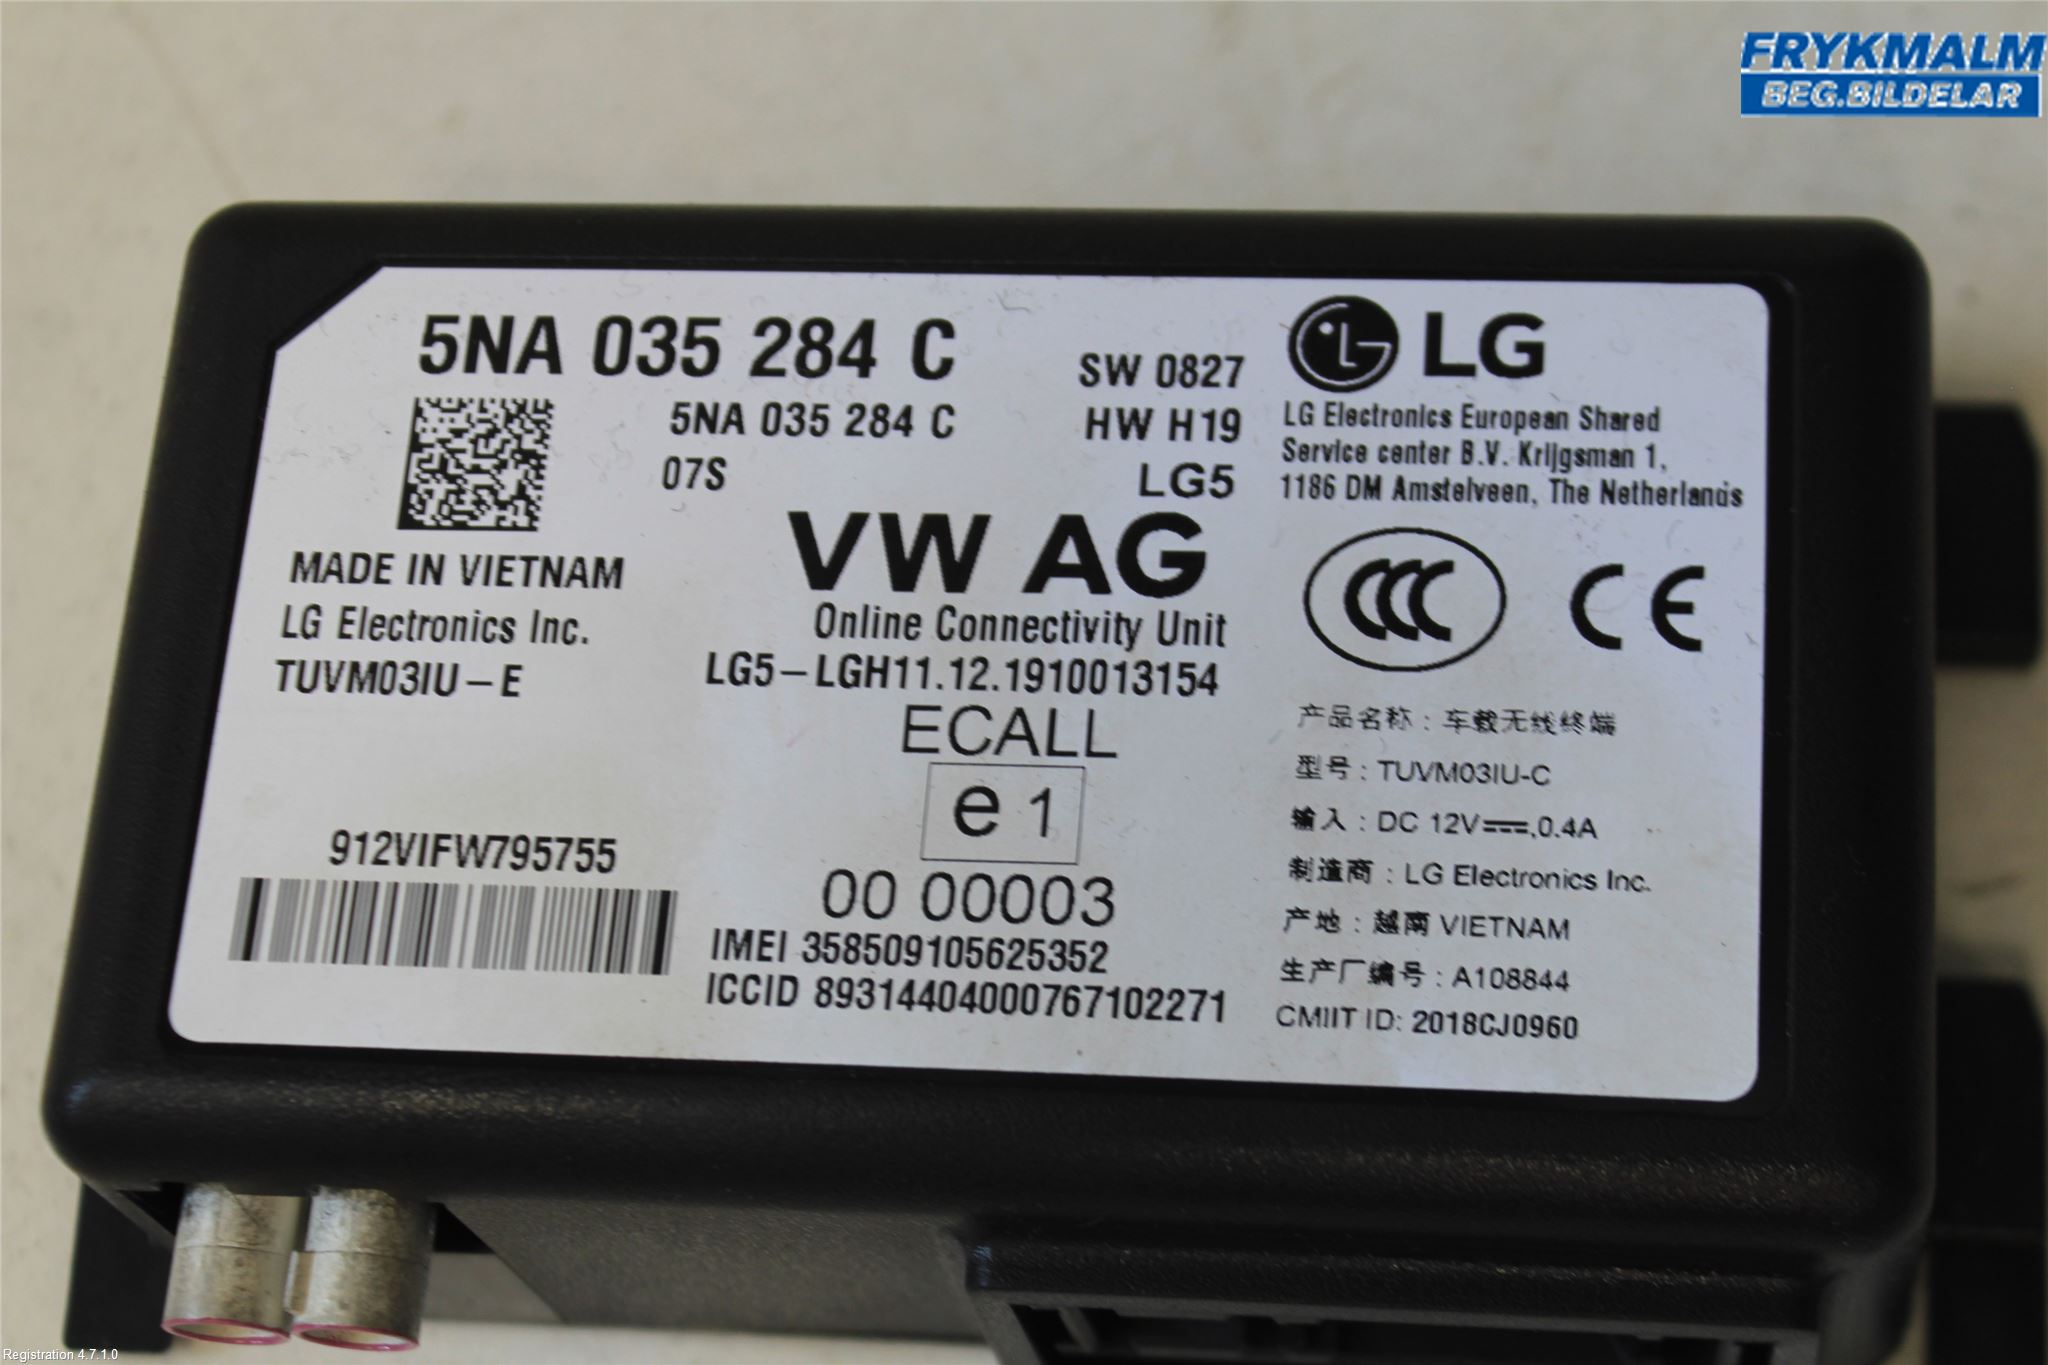 FRYKMALM
BEG.BILDELAR
5NA 035 284 C
SW 0827
5NA 035 284 C
HW H19
07S
LG5
LG
LG Electronics European Shared
Service center B.V. Krijgsman 1,
1186 DM Amstelveen, The Netherlands
MADE IN VIETNAM
LG Electronics Inc.
TUVM03IU-E
VW AG
Online Connectivity Unit
LG5-LGH11.12.1910013154
ECALL
e 1
00 00003
IMEI 358509105625352
ICCID 89314404000767102271
912VIFW795755
CCC CE
产品名称：车载无线终端
型号：TUVM03IU-C
输入：DC 12V⎓,0.4A
制造商：LG Electronics Inc.
产地：越南 VIETNAM
生产厂编号：A108844
CMIIT ID: 2018CJ0960
Registration 4.7.1.0